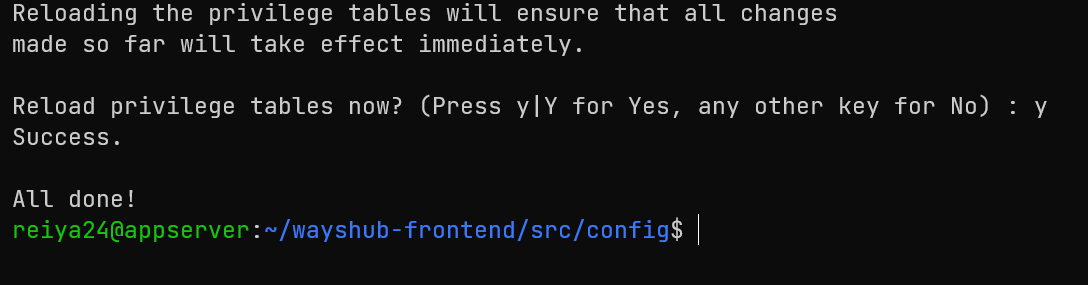 Reloading the privilege tables will ensure that all changes
made so far will take effect immediately.
Reload privilege tables now? (Press y|Y for Yes, any other key for No) : y
Success.
All done!
reiya24@appserver:~/wayshub-frontend/src/config$